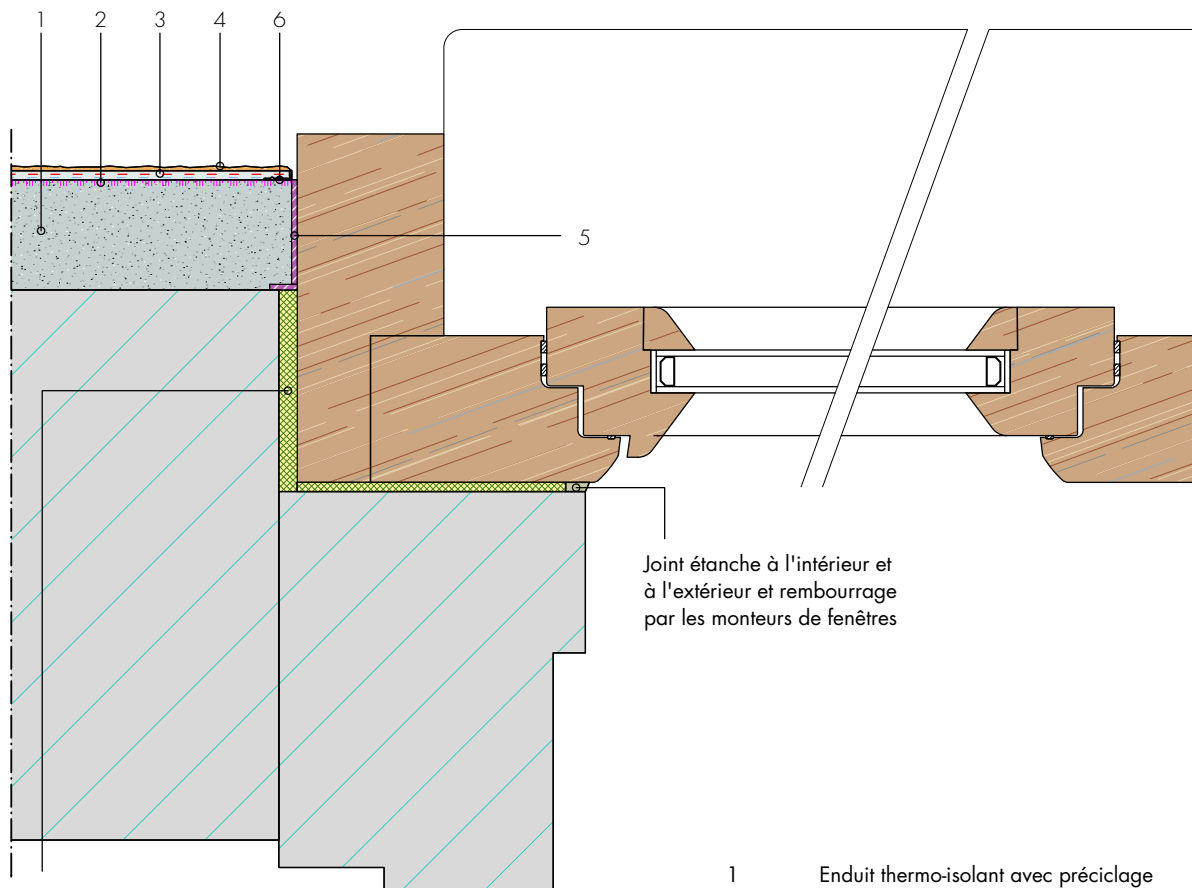 1 2 3 4 6
5
Joint étanche à l'intérieur et
à l'extérieur et rembourrage
par les monteurs de fenêtres
1 Enduit thermo-isolant avec préciclage